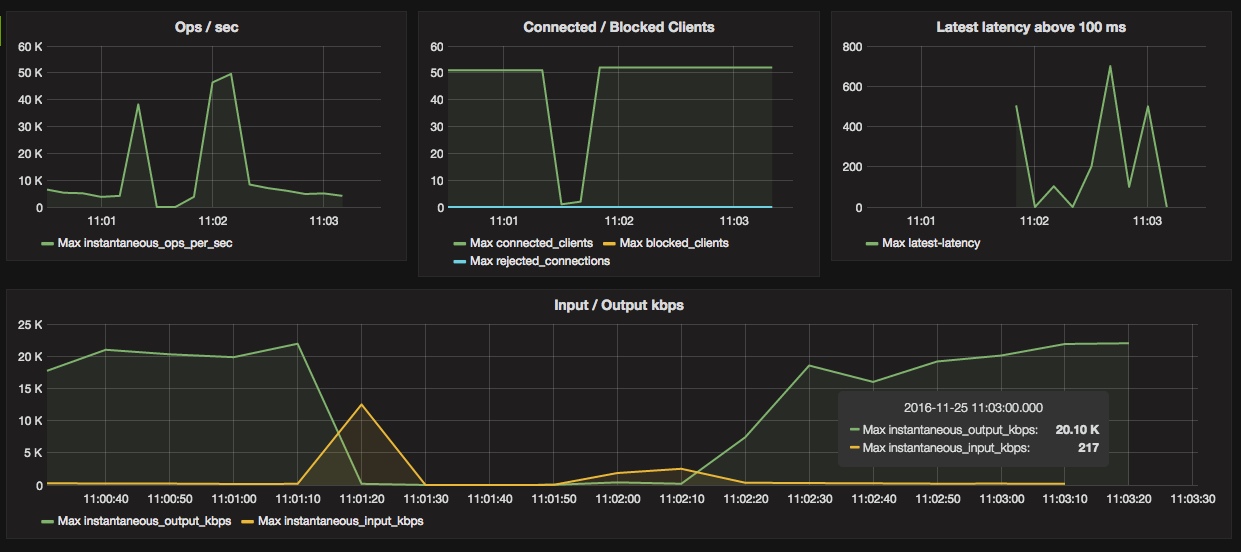 Ops / sec
60 K
50 K
40 K
30 K
20 K
10 K
0
11:01 11:02 11:03
Max instantaneous_ops_per_sec
Connected / Blocked Clients
60
50
40
30
20
10
0
11:01 11:02 11:03
Max connected_clients Max blocked_clients
Max rejected_connections
Latest latency above 100 ms
800
600
400
200
0
11:01 11:02 11:03
Max latest-latency
Input / Output kbps
25 K
20 K
15 K
10 K
5 K
0
11:00:40 11:00:50 11:01:00 11:01:10 11:01:20 11:01:30 11:01:40 11:01:50 11:02:00 11:02:10 11:02:20 11:02:30 11:02:40 11:02:50 11:03:00 11:03:10 11:03:20 11:03:30
2016-11-25 11:03:00.000
Max instantaneous_output_kbps: 20.10 K
Max instantaneous_input_kbps: 217
Max instantaneous_output_kbps Max instantaneous_input_kbps